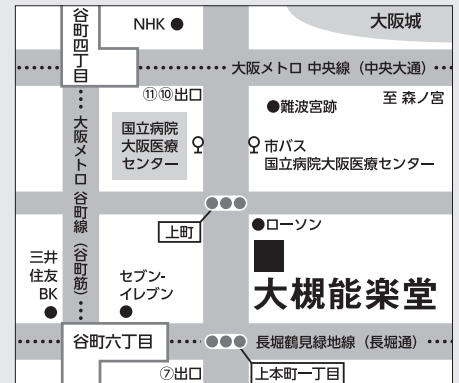 谷町四丁目
NHK
大阪城
大阪メトロ 中央線（中央大通）
⑪⑩出口
至 森ノ宮
難波宮跡
国立病院
大阪医療
センター
市バス
国立病院大阪医療センター
大阪メトロ 谷町線（谷町筋）
上町
ローソン
三井
住友
BK
セブン-
イレブン
大槻能楽堂
谷町六丁目
長堀鶴見緑地線（長堀通）
⑦出口
上本町一丁目